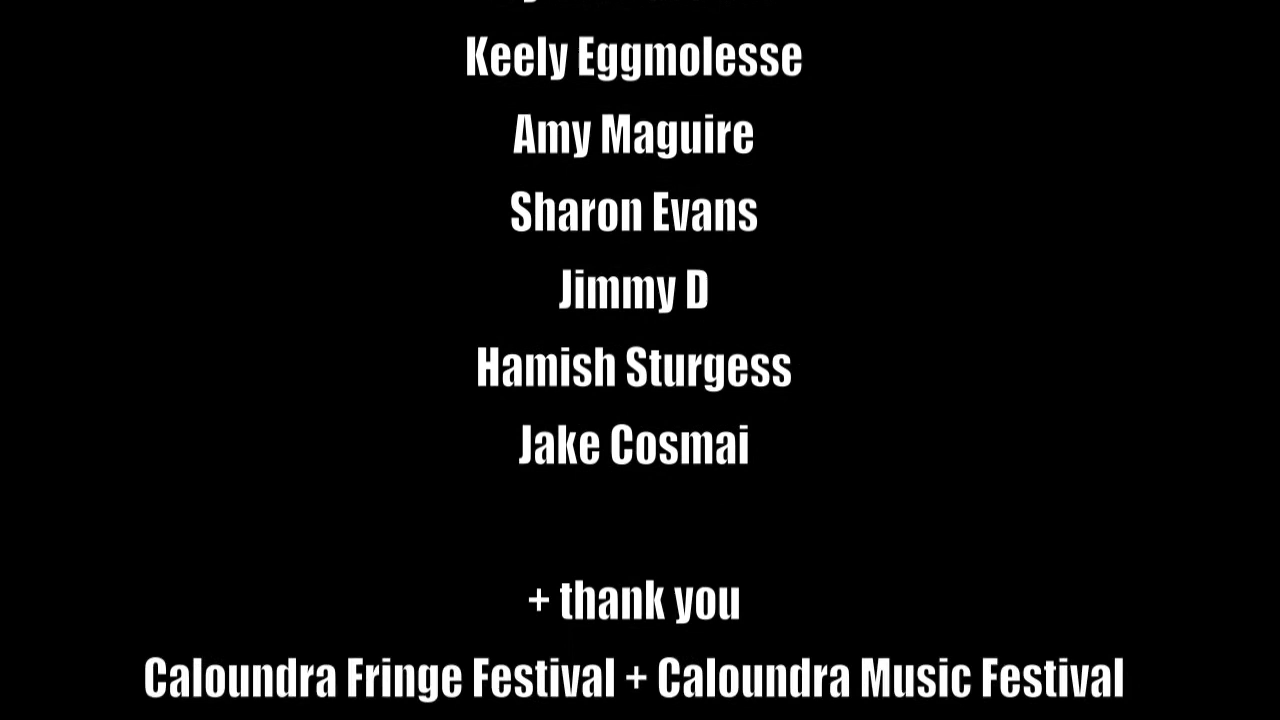 Keely Eggmolesse
Amy Maguire
Sharon Evans
Jimmy D
Hamish Sturgess
Jake Cosmai
+ thank you
Caloundra Fringe Festival + Caloundra Music Festival